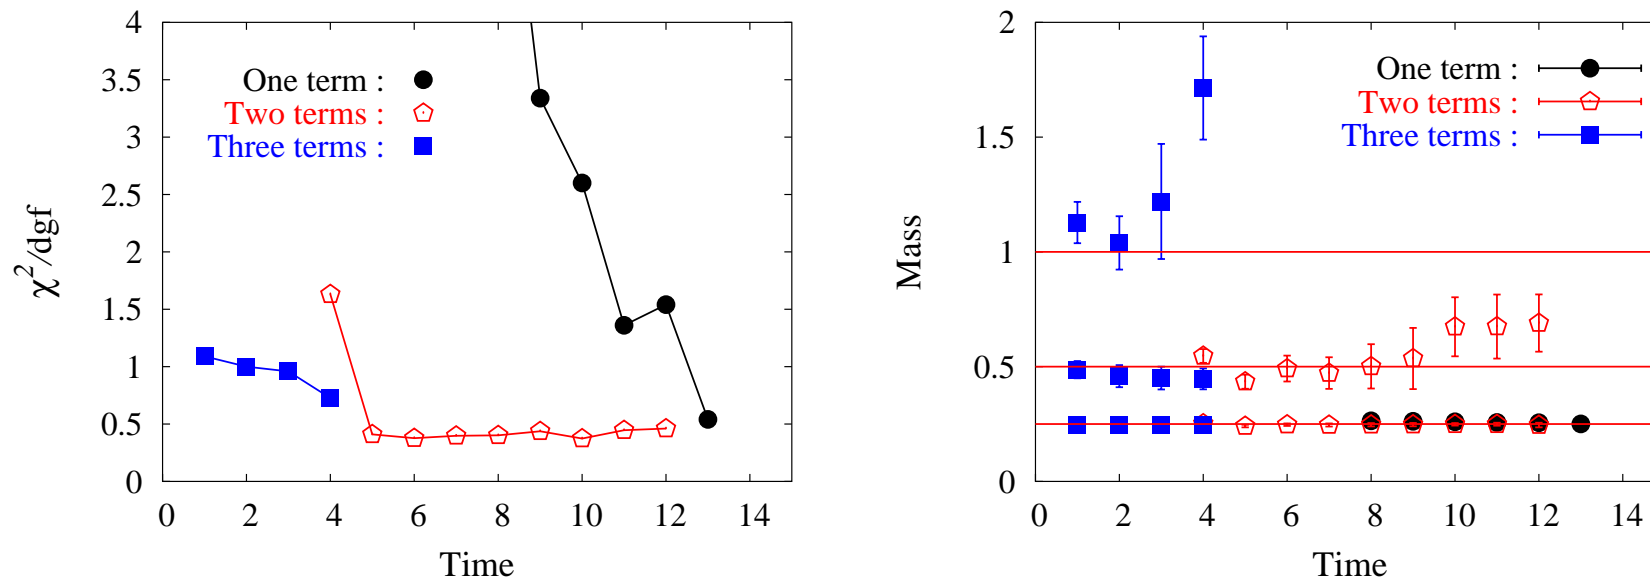 4
3.5
3
2.5
2
1.5
1
0.5
0
χ²/dgf
One term :
Two terms :
Three terms :
0 2 4 6 8 10 12 14
Time
2
1.5
1
0.5
0
Mass
One term :
Two terms :
Three terms :
0 2 4 6 8 10 12 14
Time